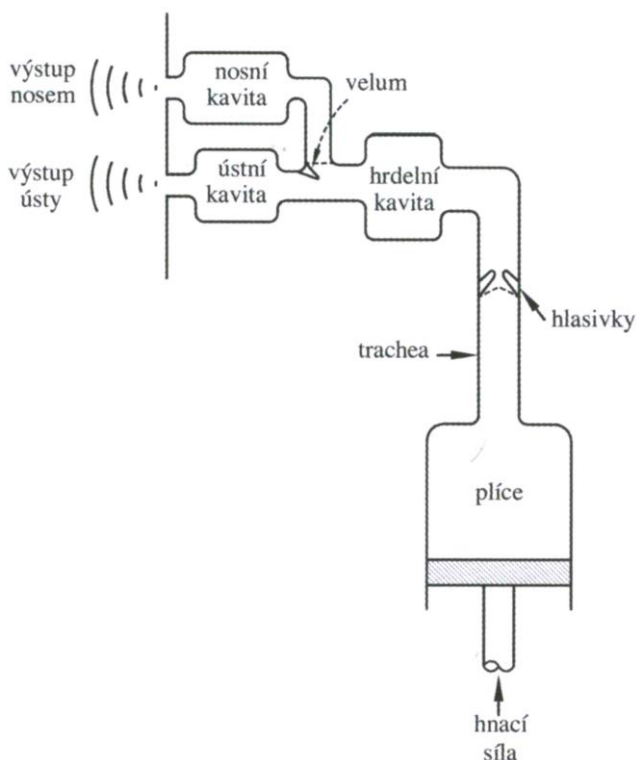 výstup
nosem
nosní
kavita
velum
výstup
ústy
ústní
kavita
hrdelní
kavita
hlasivky
trachea
plíce
hnací
síla